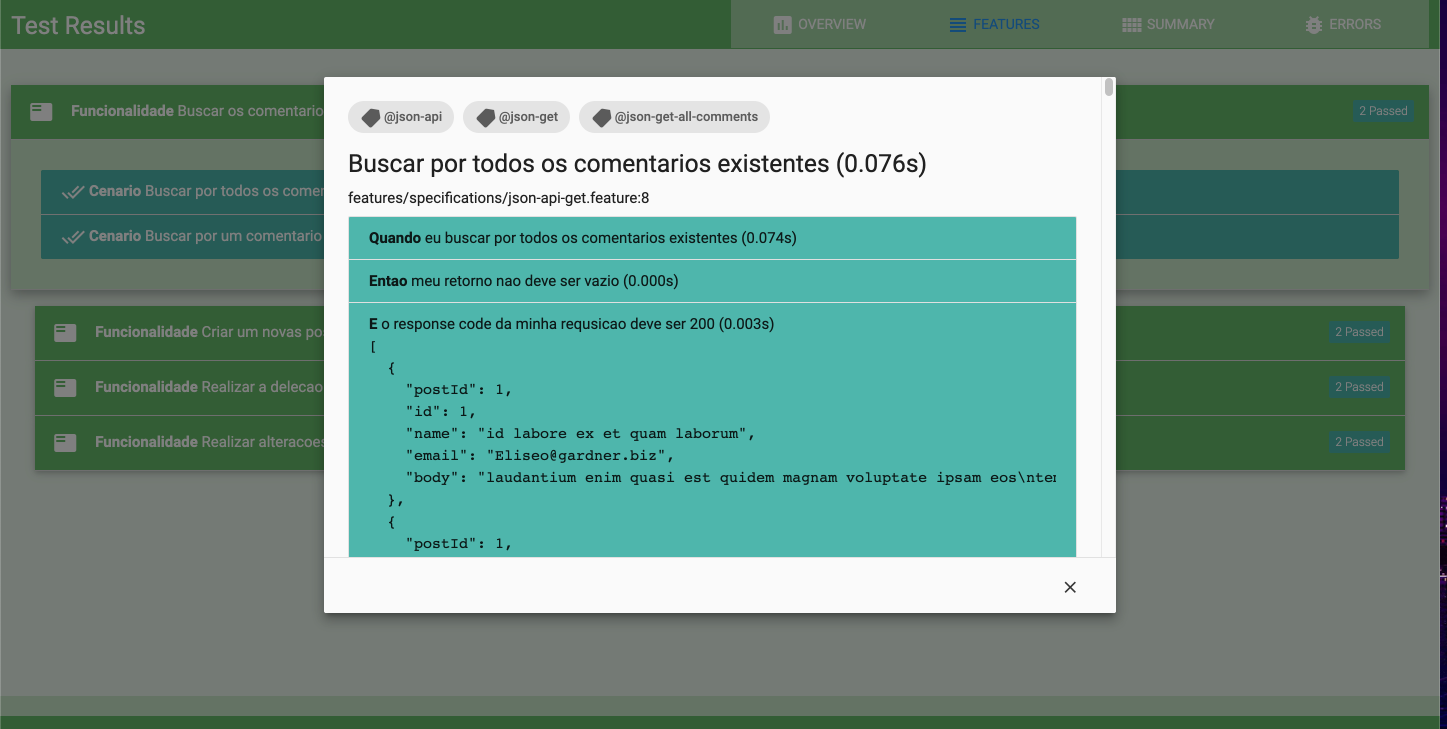 Test Results
OVERVIEW
FEATURES
SUMMARY
ERRORS
Funcionalidade Buscar os comentario
2 Passed
Cenario Buscar por todos os comer
Cenario Buscar por um comentario
Funcionalidade Criar um novas po
2 Passed
Funcionalidade Realizar a delecao
2 Passed
Funcionalidade Realizar alteracoes
2 Passed
@json-api
@json-get
@json-get-all-comments
Buscar por todos os comentarios existentes (0.076s)
features/specifications/json-api-get.feature:8
Quando eu buscar por todos os comentarios existentes (0.074s)
Entao meu retorno nao deve ser vazio (0.000s)
E o response code da minha requsicao deve ser 200 (0.003s)
[
{
"postId": 1,
"id": 1,
"name": "id labore ex et quam laborum",
"email": "Eliseo@gardner.biz",
"body": "laudantium enim quasi est quidem magnam voluptate ipsam eos\nte
},
{
"postId": 1,